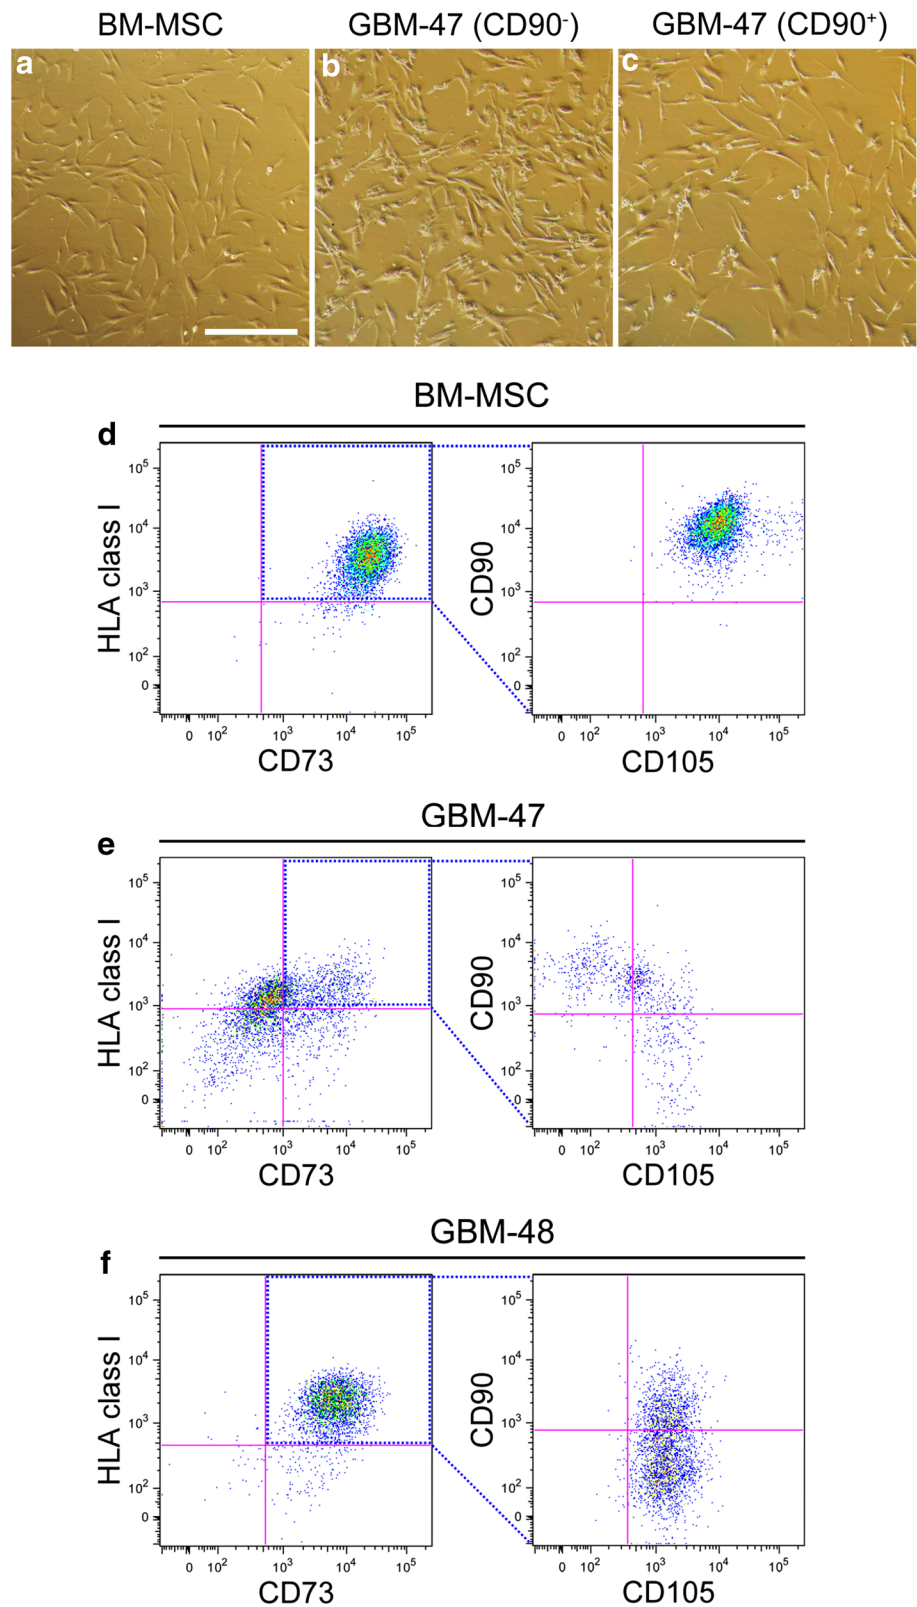 BM-MSC GBM-47 (CD90⁻) GBM-47 (CD90⁺)
a b c
BM-MSC
d
HLA class I
10⁵
10⁴
10³
10²
0
0 10² 10³ 10⁴ 10⁵
CD73
CD90
10⁵
10⁴
10³
10²
0
0 10² 10³ 10⁴ 10⁵
CD105
GBM-47
e
HLA class I
10⁵
10⁴
10³
10²
0
0 10² 10³ 10⁴ 10⁵
CD73
CD90
10⁵
10⁴
10³
10²
0
0 10² 10³ 10⁴ 10⁵
CD105
GBM-48
f
HLA class I
10⁵
10⁴
10³
10²
0
0 10² 10³ 10⁴ 10⁵
CD73
CD90
10⁵
10⁴
10³
10²
0
0 10² 10³ 10⁴ 10⁵
CD105